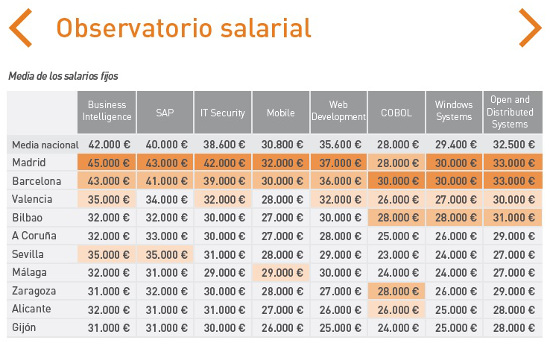 Observatorio salarial
Media de los salarios fijos
Business Intelligence SAP IT Security Mobile Web Development COBOL Windows Systems Open and Distributed Systems
Media nacional 42.000 € 40.000 € 38.600 € 30.800 € 35.600 € 28.000 € 29.400 € 32.500 €
Madrid 45.000 € 43.000 € 42.000 € 32.000 € 37.000 € 28.000 € 30.000 € 33.000 €
Barcelona 43.000 € 41.000 € 39.000 € 30.000 € 36.000 € 30.000 € 30.000 € 33.000 €
Valencia 35.000 € 34.000 € 32.000 € 28.000 € 32.000 € 26.000 € 27.000 € 30.000 €
Bilbao 32.000 € 32.000 € 30.000 € 27.000 € 30.000 € 28.000 € 28.000 € 31.000 €
A Coruña 32.000 € 33.000 € 30.000 € 27.000 € 28.000 € 25.000 € 26.000 € 29.000 €
Sevilla 35.000 € 35.000 € 31.000 € 28.000 € 29.000 € 23.000 € 24.000 € 27.000 €
Málaga 32.000 € 31.000 € 29.000 € 29.000 € 30.000 € 24.000 € 24.000 € 27.000 €
Zaragoza 31.000 € 32.000 € 30.000 € 28.000 € 27.000 € 28.000 € 26.000 € 29.000 €
Alicante 32.000 € 31.000 € 31.000 € 27.000 € 26.000 € 26.000 € 25.000 € 28.000 €
Gijón 31.000 € 31.000 € 30.000 € 26.000 € 25.000 € 24.000 € 25.000 € 28.000 €